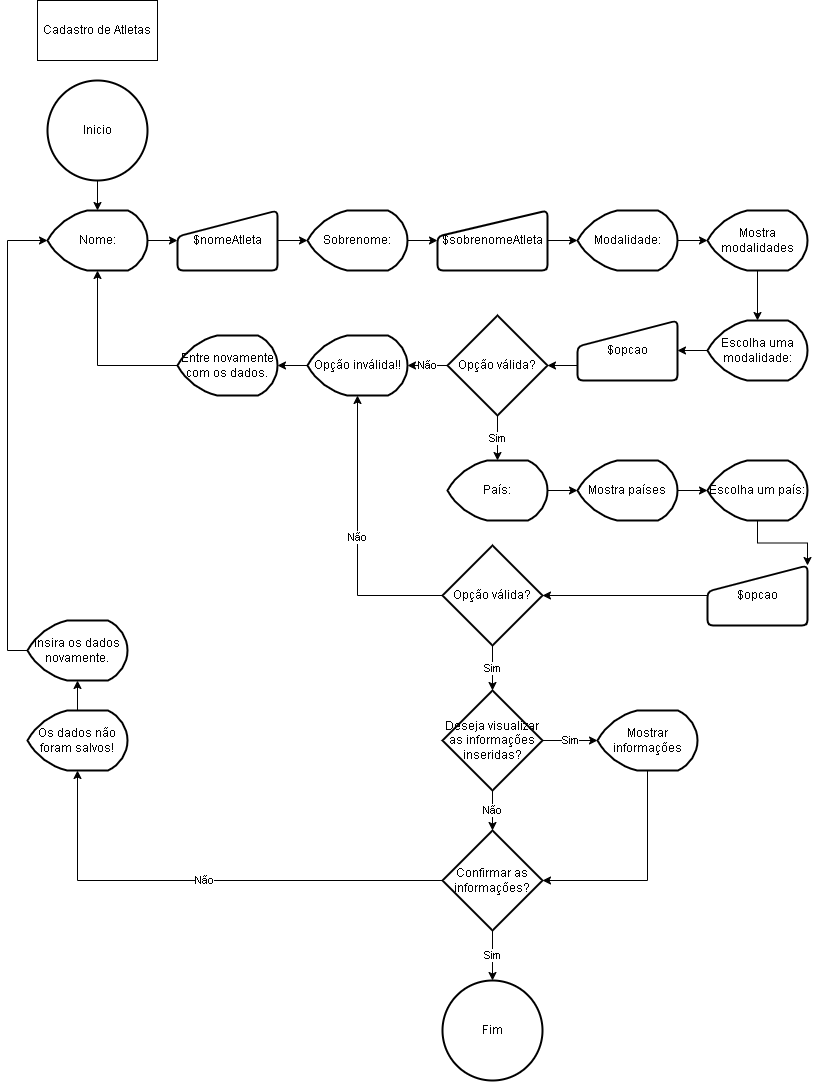 Cadastro de Atletas
Inicio
Nome:
$nomeAtleta
Sobrenome:
$sobrenomeAtleta
Modalidade:
Mostra
modalidades
Escolha uma
modalidade:
$opcao
Opção válida?
Não
Opção inválida!!
Entre novamente
com os dados.
Sim
País:
Mostra países
Escolha um país:
$opcao
Opção válida?
Não
Sim
Deseja visualizar
as informações
inseridas?
Sim
Mostrar
informações
Não
Confirmar as
informações?
Não
Os dados não
foram salvos!
Insira os dados
novamente.
Sim
Fim